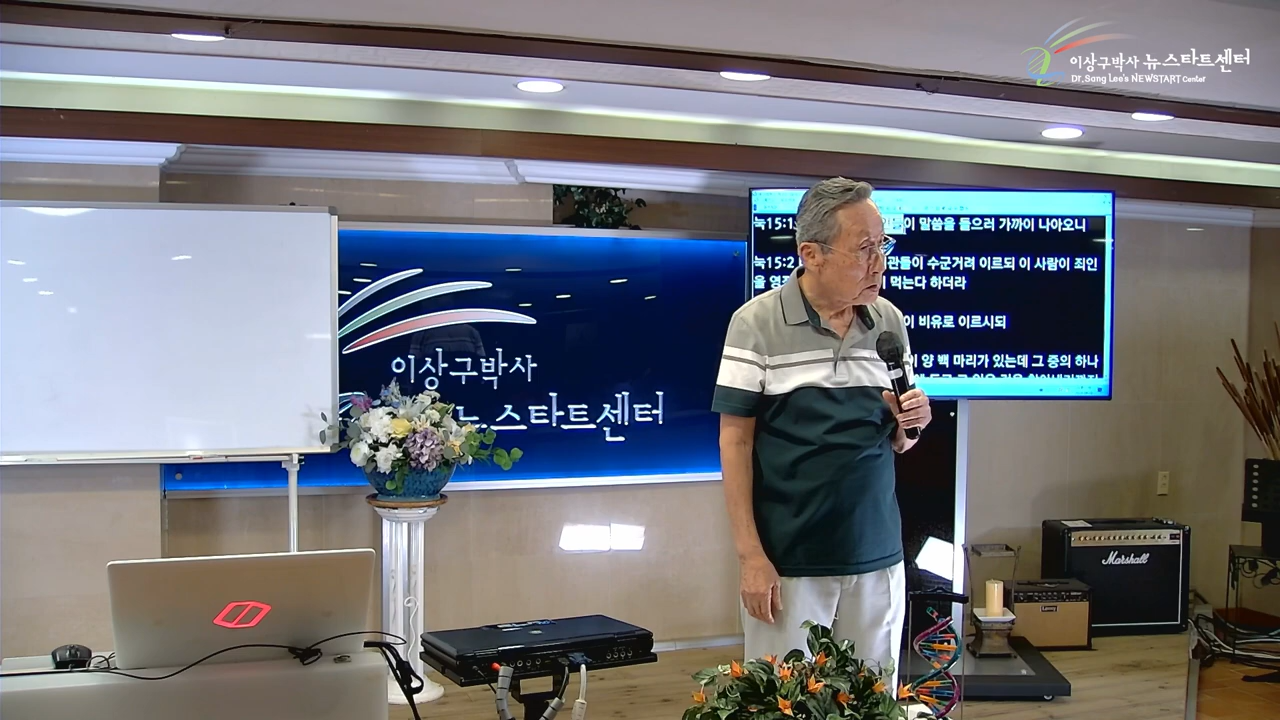 이상구박사 뉴스타트센터
Dr. Sang Lee's NEWSTART Center
눅15:1 이 말씀을 들으러 가까이 나아오니
눅15:2 관들이 수군거려 이르되 이 사람이 죄인
을 영 먹는다 하더라
이 비유로 이르시되
이 양 백 마리가 있는데 그 중의 하나
이상구박사
뉴스타트센터
Marshall
Laney